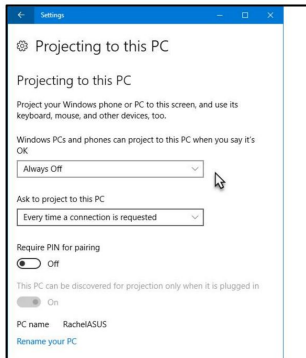 Settings
Projecting to this PC
Projecting to this PC
Project your Windows phone or PC to this screen, and use its
keyboard, mouse, and other devices, too.
Windows PCs and phones can project to this PC when you say it's
OK
Always Off
Ask to project to this PC
Every time a connection is requested
Require PIN for pairing
Off
This PC can be discovered for projection only when it is plugged in
On
PC name RachelASUS
Rename your PC